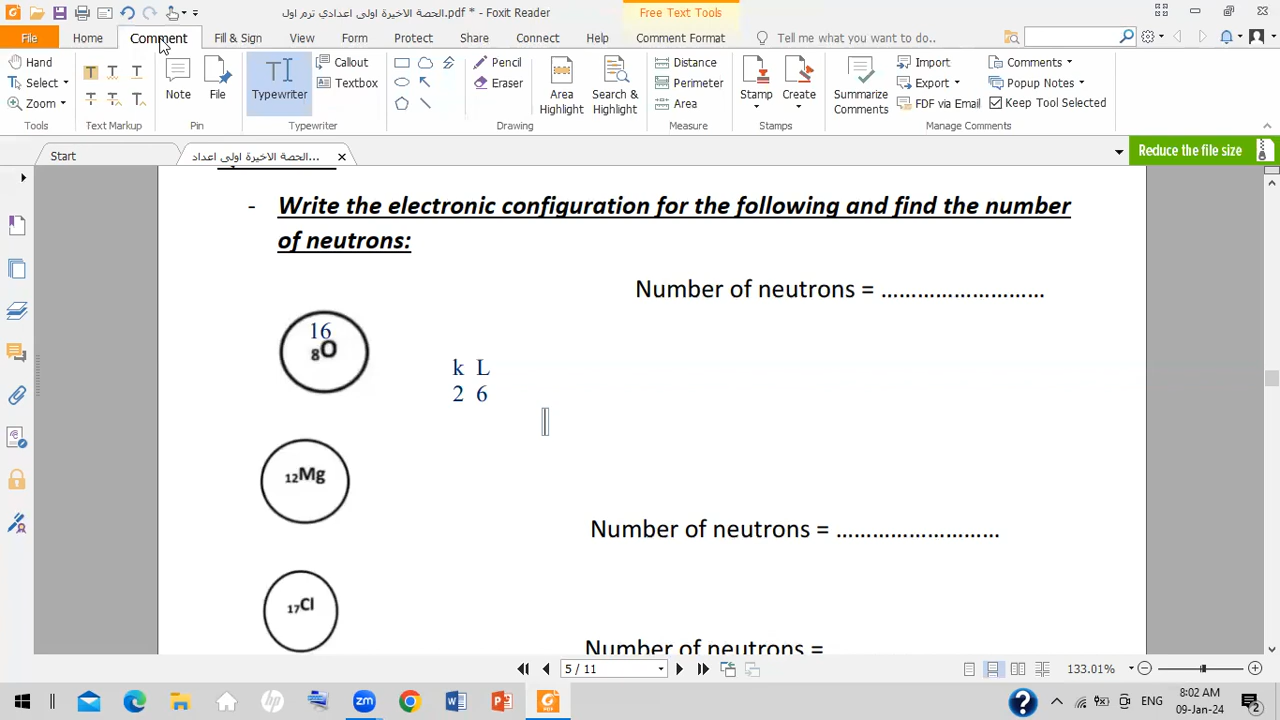 الحصة الاخيرة اولى اعدادي ترم اول.pdf * - Foxit Reader
Free Text Tools
File Home Comment Fill & Sign View Form Protect Share Connect Help Comment Format Tell me what you want to do..
Hand
Select
Zoom
Tools
Text Markup
Note
File
Pin
Typewriter
Callout
Textbox
Typewriter
Pencil
Eraser
Drawing
Area Highlight
Search & Highlight
Distance
Perimeter
Area
Measure
Stamp
Create
Stamps
Summarize Comments
Import
Export
FDF via Email
Comments
Popup Notes
Keep Tool Selected
Manage Comments
Start
الحصة الاخيرة اولى اعداد...
Reduce the file size
- Write the electronic configuration for the following and find the number
of neutrons:
Number of neutrons = ............................
16
8O
k L
2 6
12Mg
Number of neutrons = ............................
17Cl
Number of neutrons =
5 / 11
133.01%
hp
zm
W
P
PDF
?
ENG
8:02 AM
09-Jan-24
2